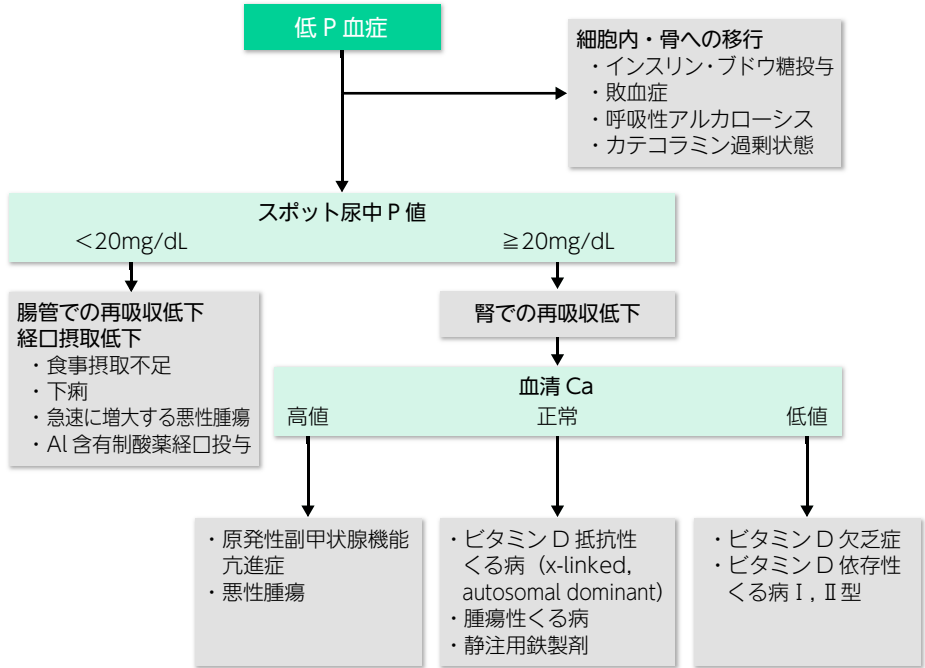 低 P 血症
細胞内・骨への移行
・インスリン・ブドウ糖投与
・敗血症
・呼吸性アルカローシス
・カテコラミン過剰状態
スポット尿中 P 値
<20mg/dL
≧20mg/dL
腸管での再吸収低下
経口摂取低下
・食事摂取不足
・下痢
・急速に増大する悪性腫瘍
・Al 含有制酸薬経口投与
腎での再吸収低下
血清 Ca
高値
正常
低値
・原発性副甲状腺機能
亢進症
・悪性腫瘍
・ビタミン D 抵抗性
くる病(x-linked,
autosomal dominant)
・腫瘍性くる病
・静注用鉄製剤
・ビタミン D 欠乏症
・ビタミン D 依存性
くる病Ⅰ, Ⅱ型